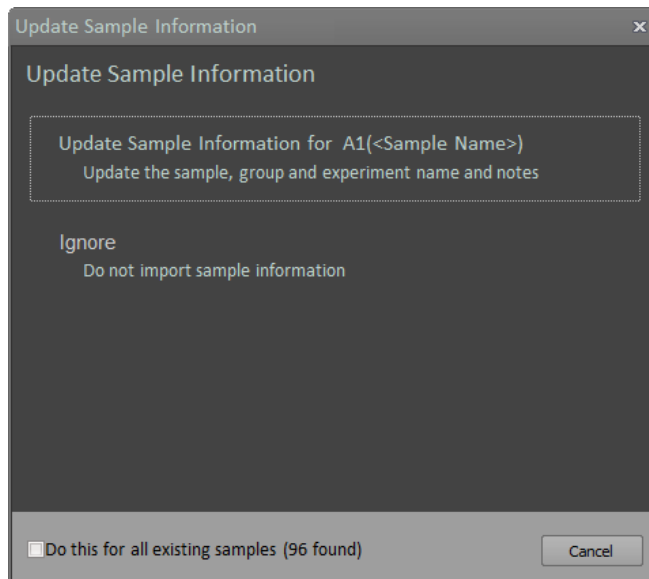 Update Sample Information
Update Sample Information
Update Sample Information for A1(<Sample Name>)
Update the sample, group and experiment name and notes
Ignore
Do not import sample information
Do this for all existing samples (96 found)
Cancel